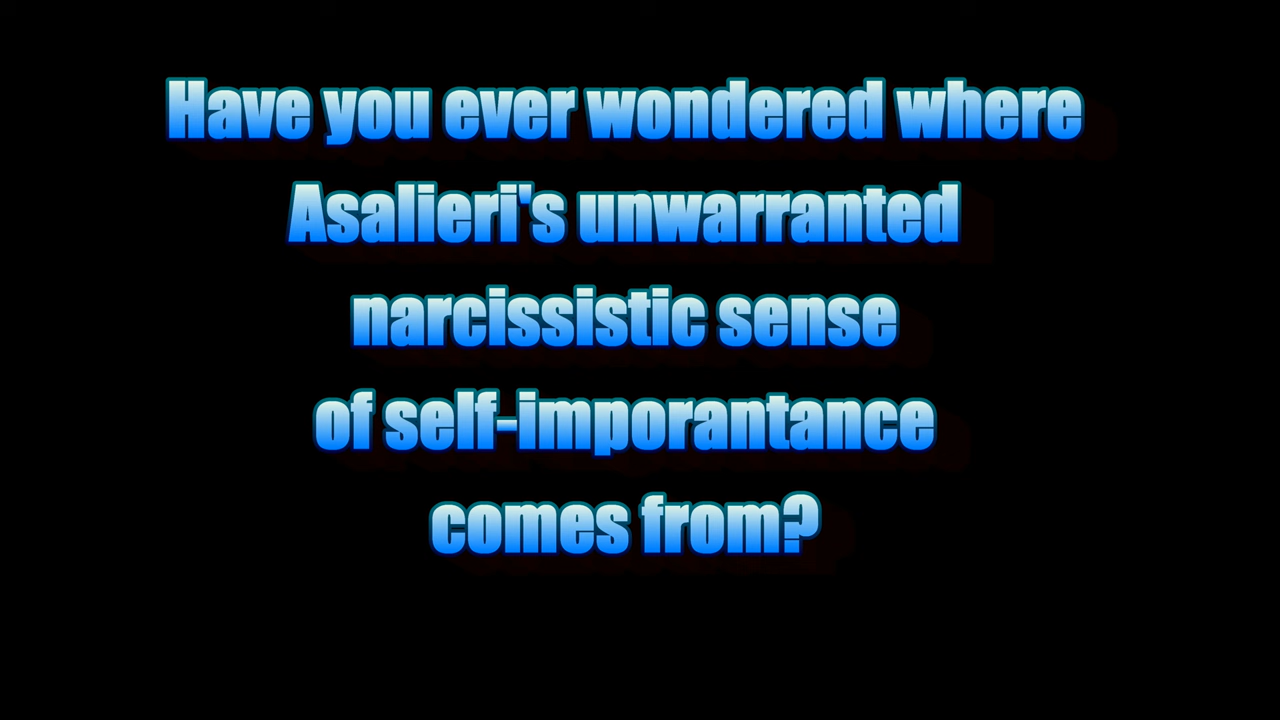 Have you ever wondered where
Asalieri's unwarranted
narcissistic sense
of self-imporantance
comes from?